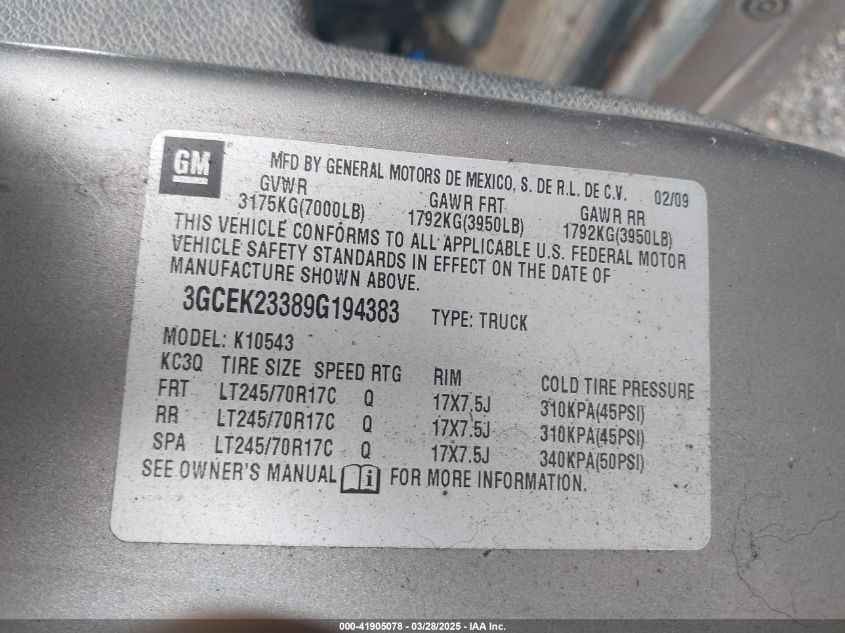 GM® MFD BY GENERAL MOTORS DE MEXICO, S. DE R.L. DE C.V. 02/09
GVWR GAWR FRT GAWR RR
3175KG(7000LB) 1792KG(3950LB) 1792KG(3950LB)
THIS VEHICLE CONFORMS TO ALL APPLICABLE U.S. FEDERAL MOTOR
VEHICLE SAFETY STANDARDS IN EFFECT ON THE DATE OF
MANUFACTURE SHOWN ABOVE.
3GCEK23389G194383 TYPE: TRUCK
MODEL: K10543
KC3Q TIRE SIZE SPEED RTG RIM COLD TIRE PRESSURE
FRT LT245/70R17C Q 17X7.5J 310KPA(45PSI)
RR LT245/70R17C Q 17X7.5J 310KPA(45PSI)
SPA LT245/70R17C Q 17X7.5J 340KPA(50PSI)
SEE OWNER'S MANUAL i FOR MORE INFORMATION.
000-41905078 - 03/28/2025 - IAA Inc.